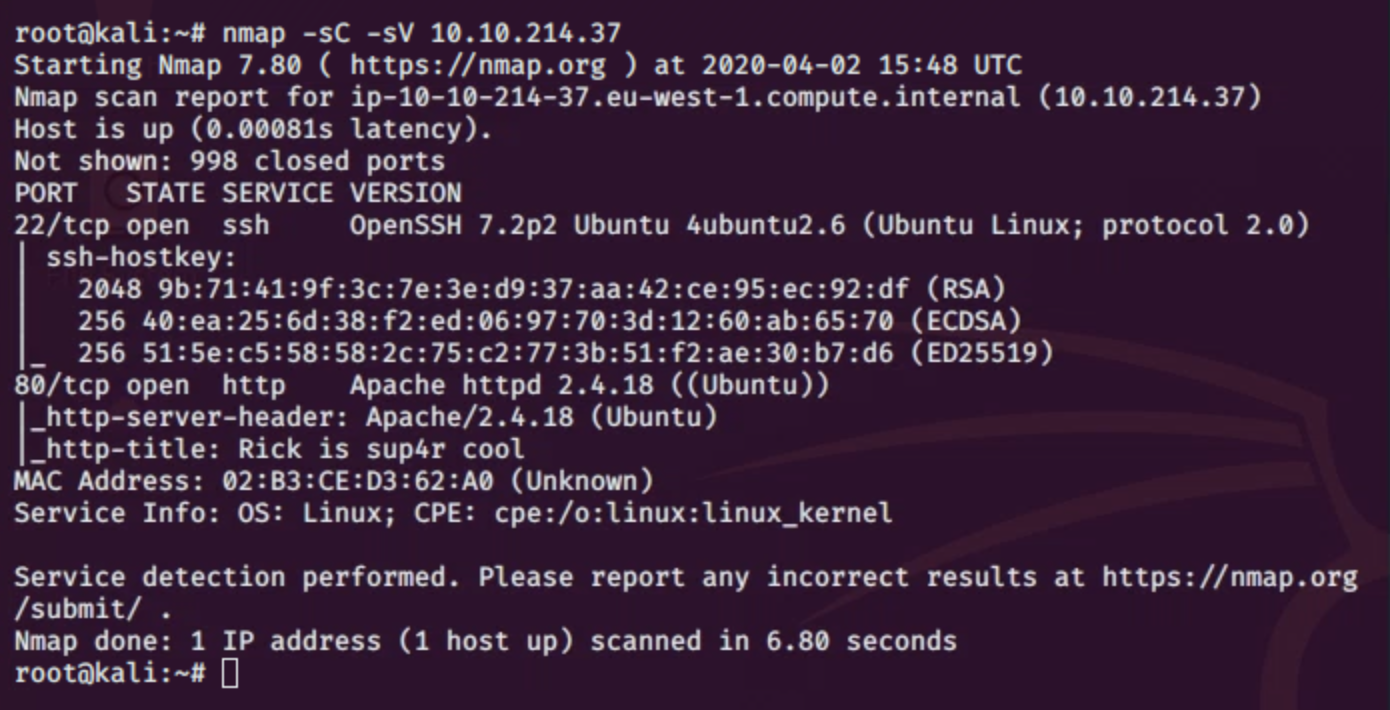 root@kali:~# nmap -sC -sV 10.10.214.37
Starting Nmap 7.80 ( https://nmap.org ) at 2020-04-02 15:48 UTC
Nmap scan report for ip-10-10-214-37.eu-west-1.compute.internal (10.10.214.37)
Host is up (0.00081s latency).
Not shown: 998 closed ports
PORT   STATE SERVICE VERSION
22/tcp open  ssh     OpenSSH 7.2p2 Ubuntu 4ubuntu2.6 (Ubuntu Linux; protocol 2.0)
| ssh-hostkey:
|   2048 9b:71:41:9f:3c:7e:3e:d9:37:aa:42:ce:95:ec:92:df (RSA)
|   256 40:ea:25:6d:38:f2:ed:06:97:70:3d:12:60:ab:65:70 (ECDSA)
|_  256 51:5e:c5:58:58:2c:75:c2:77:3b:51:f2:ae:30:b7:d6 (ED25519)
80/tcp open  http    Apache httpd 2.4.18 ((Ubuntu))
|_http-server-header: Apache/2.4.18 (Ubuntu)
|_http-title: Rick is sup4r cool
MAC Address: 02:B3:CE:D3:62:A0 (Unknown)
Service Info: OS: Linux; CPE: cpe:/o:linux:linux_kernel

Service detection performed. Please report any incorrect results at https://nmap.org
/submit/ .
Nmap done: 1 IP address (1 host up) scanned in 6.80 seconds
root@kali:~#